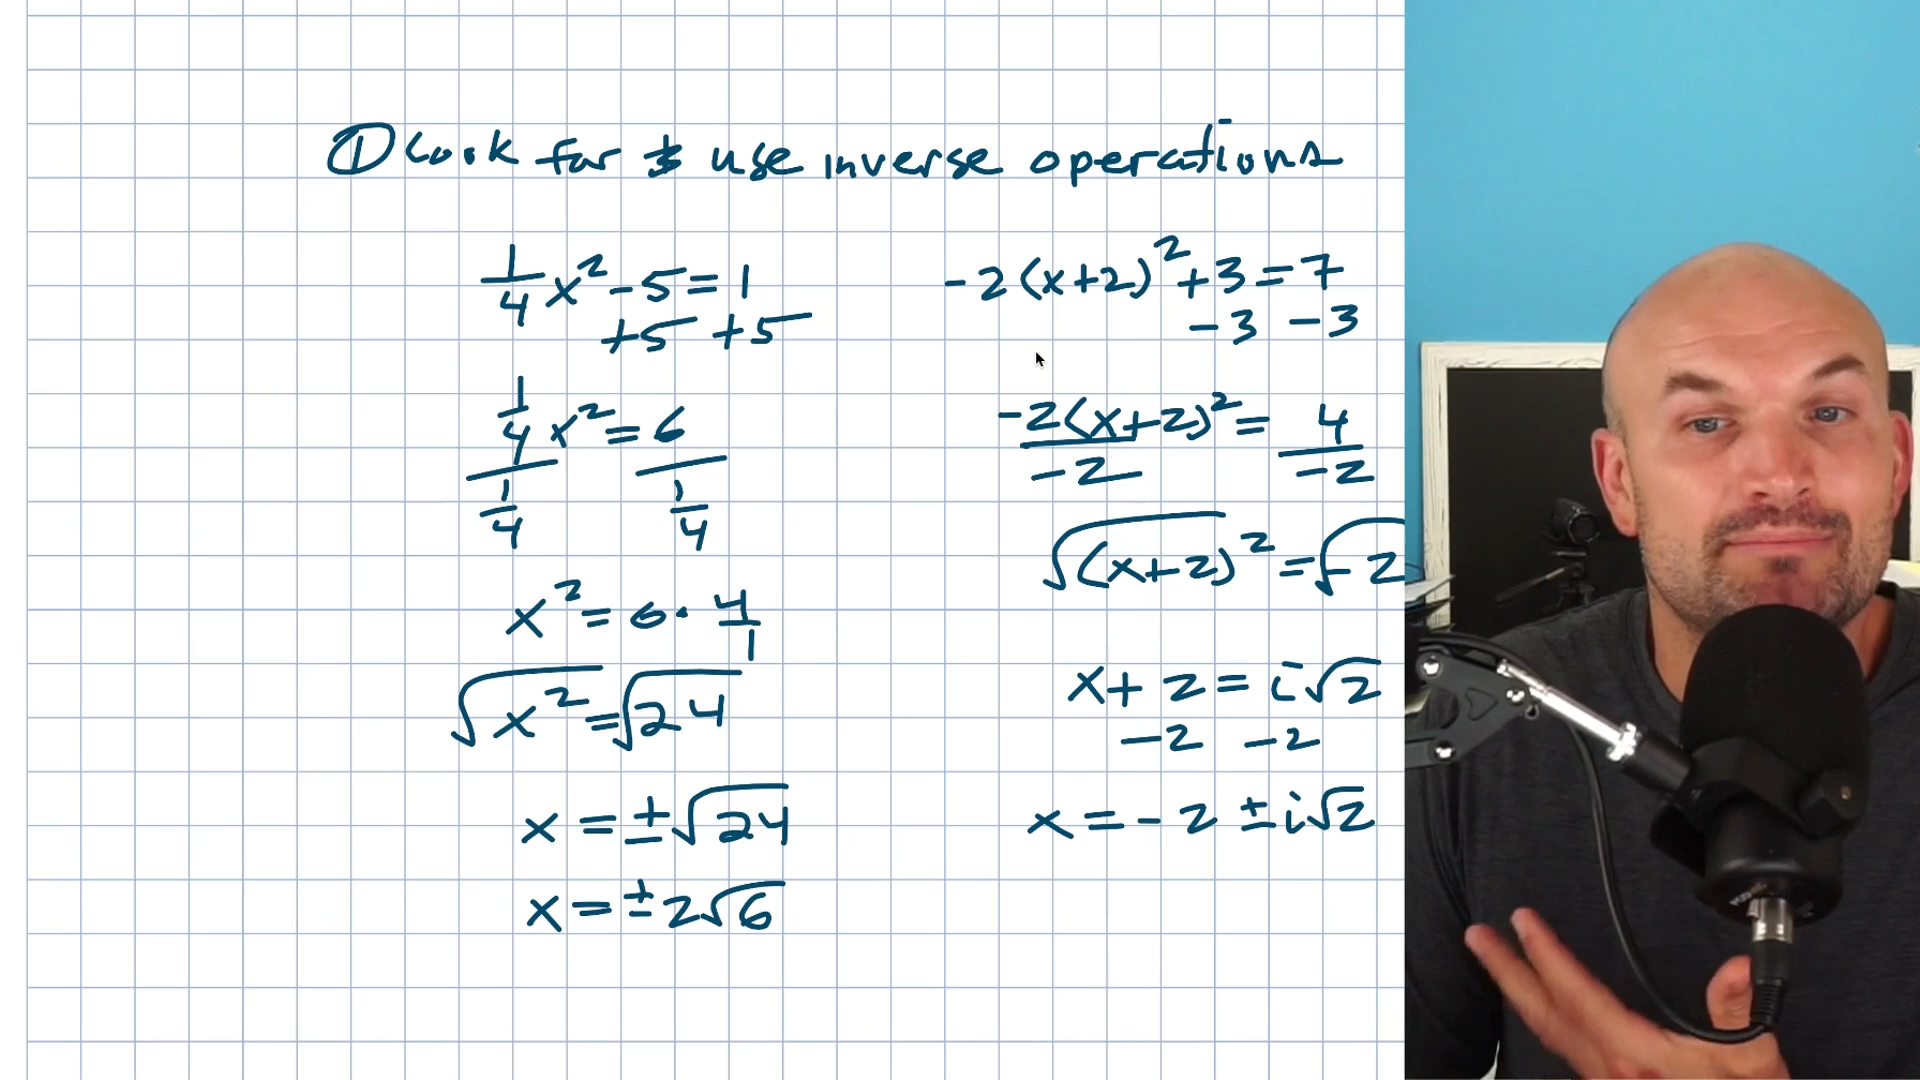 ① Look for & use inverse operations
1/4 x² - 5 = 1
+5 +5
1/4 x² = 6
1/4 1/4
x² = 6 · 4/1
√x² = √24
x = ±√24
x = ±2√6
-2(x+2)² + 3 = 7
-3 -3
-2(x+2)² = 4
-2 -2
√(x+2)² = √-2
x + 2 = i√2
-2 -2
x = -2 ± i√2